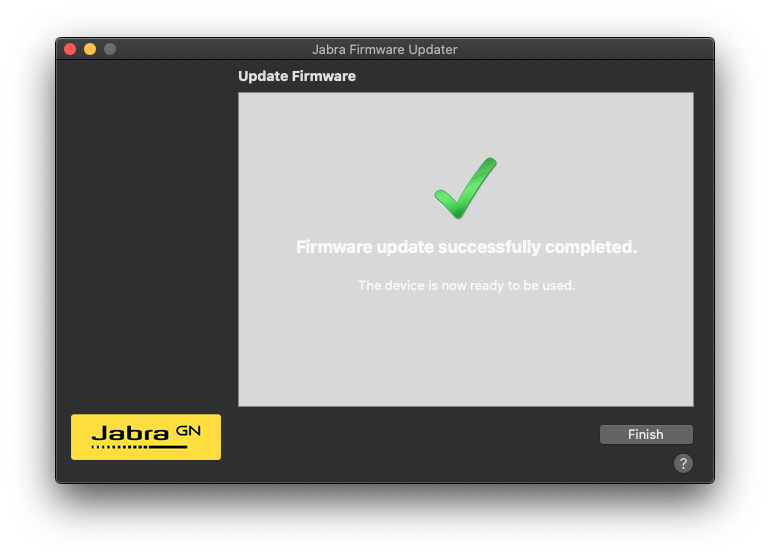 Jabra Firmware Updater
Update Firmware
Firmware update successfully completed.
The device is now ready to be used.
Jabra GN
Finish
?